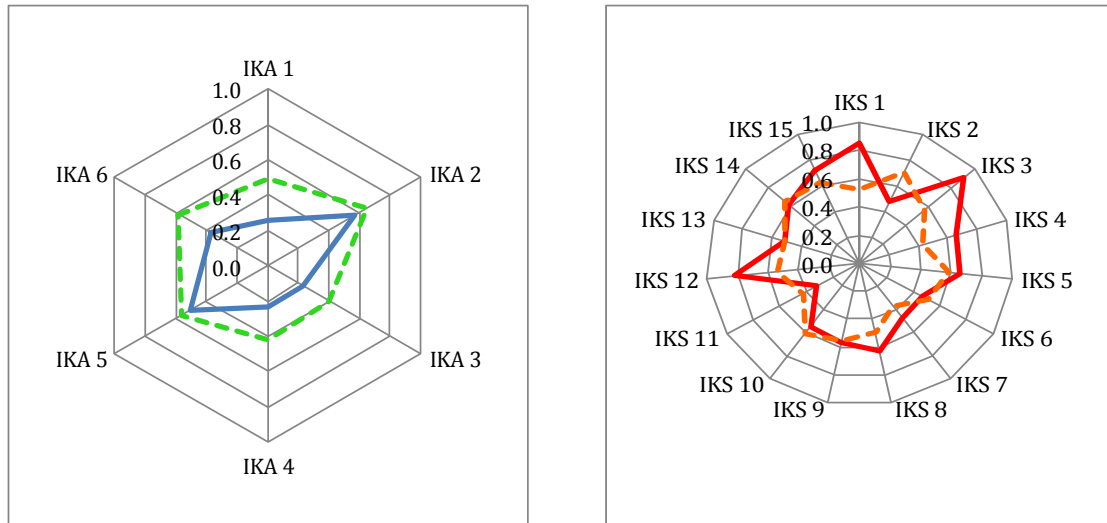 IKA 1
1.0
0.8
0.6
0.4
0.2
0.0
IKA 2
IKA 3
IKA 4
IKA 5
IKA 6
IKS 1
1.0
0.8
0.6
0.4
0.2
0.0
IKS 2
IKS 3
IKS 4
IKS 5
IKS 6
IKS 7
IKS 8
IKS 9
IKS 10
IKS 11
IKS 12
IKS 13
IKS 14
IKS 15